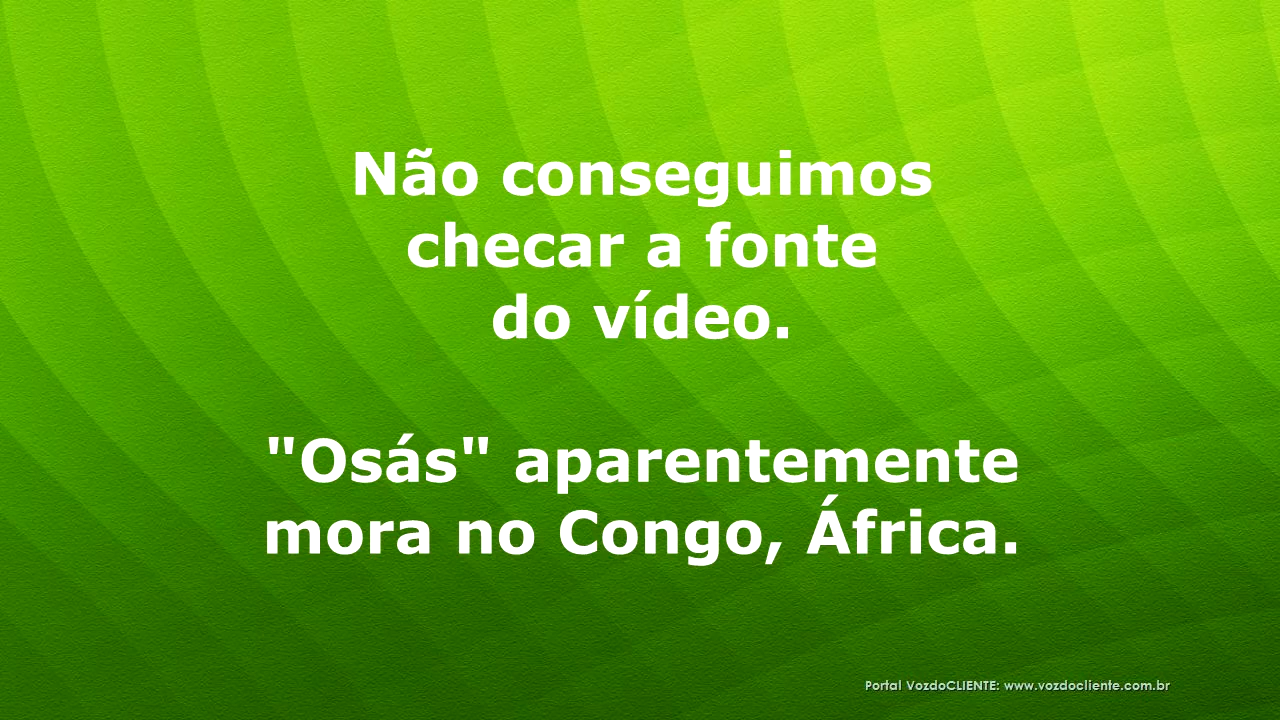 Não conseguimos
checar a fonte
do vídeo.
"Osás" aparentemente
mora no Congo, África.
Portal VozdoCLIENTE: www.vozdocliente.com.br